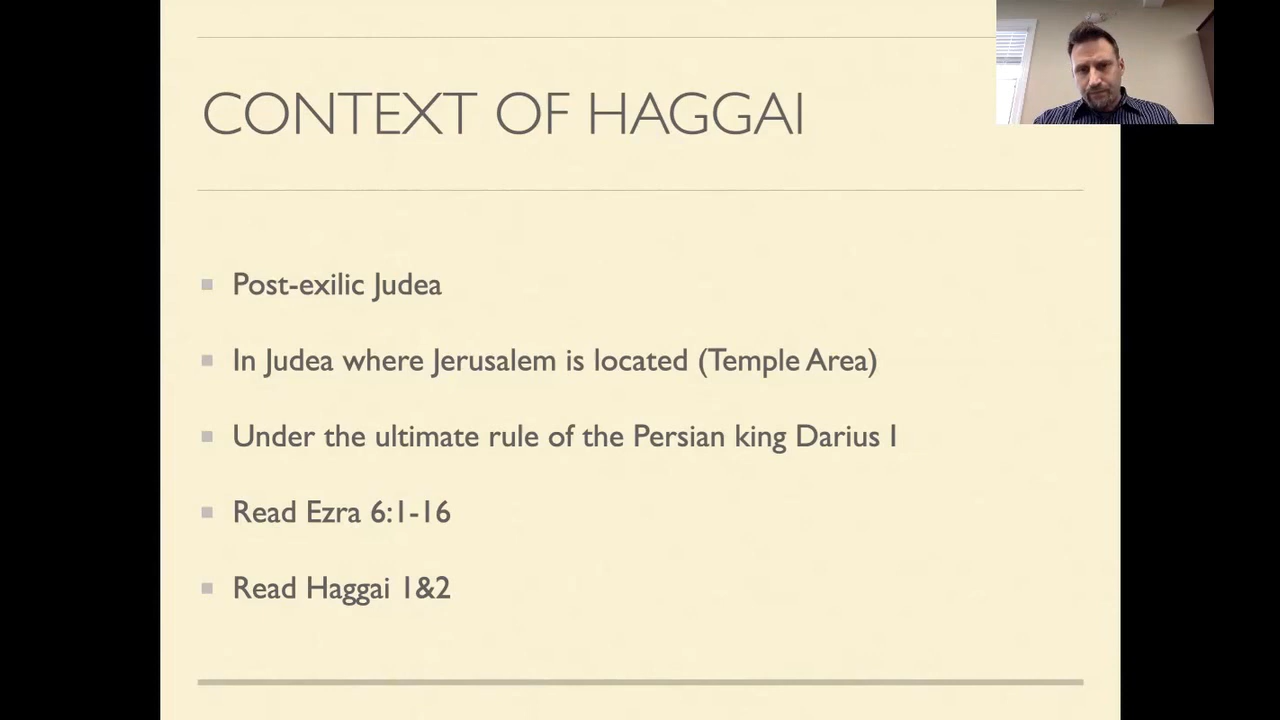 CONTEXT OF HAGGAI
Post-exilic Judea
In Judea where Jerusalem is located (Temple Area)
Under the ultimate rule of the Persian king Darius I
Read Ezra 6:1-16
Read Haggai 1&2